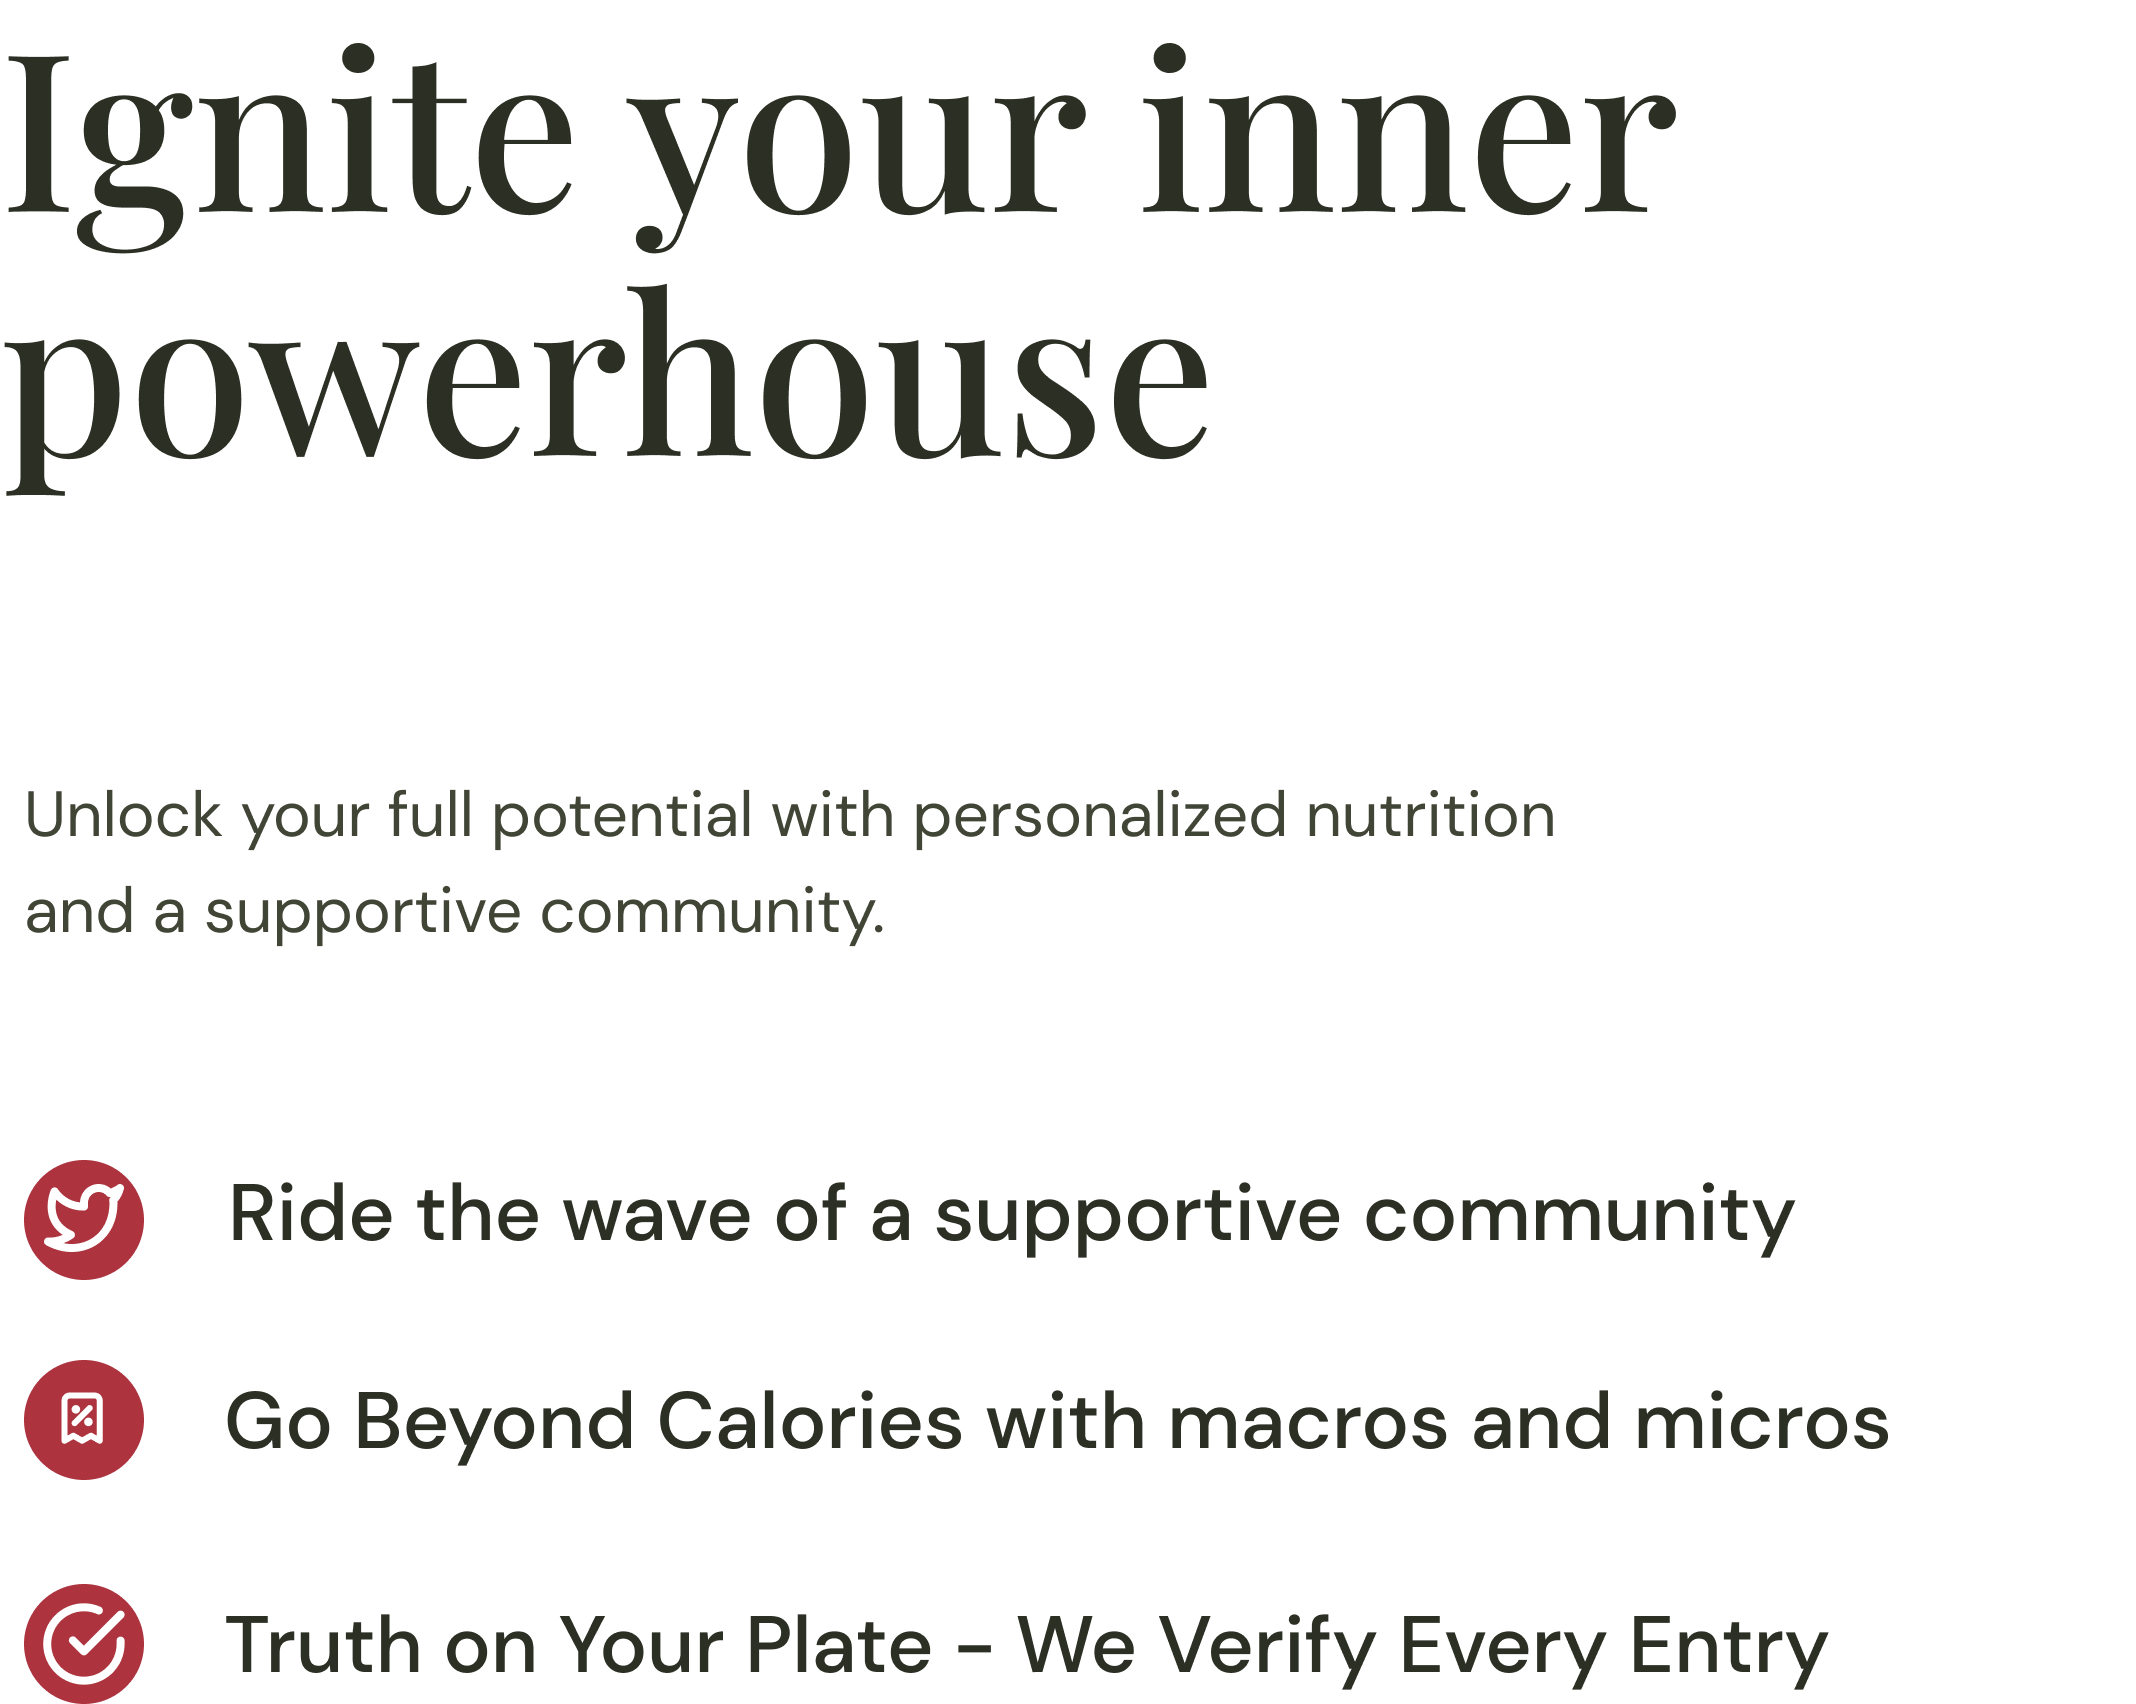 Ignite your inner
powerhouse
Unlock your full potential with personalized nutrition
and a supportive community.
Ride the wave of a supportive community
Go Beyond Calories with macros and micros
Truth on Your Plate – We Verify Every Entry